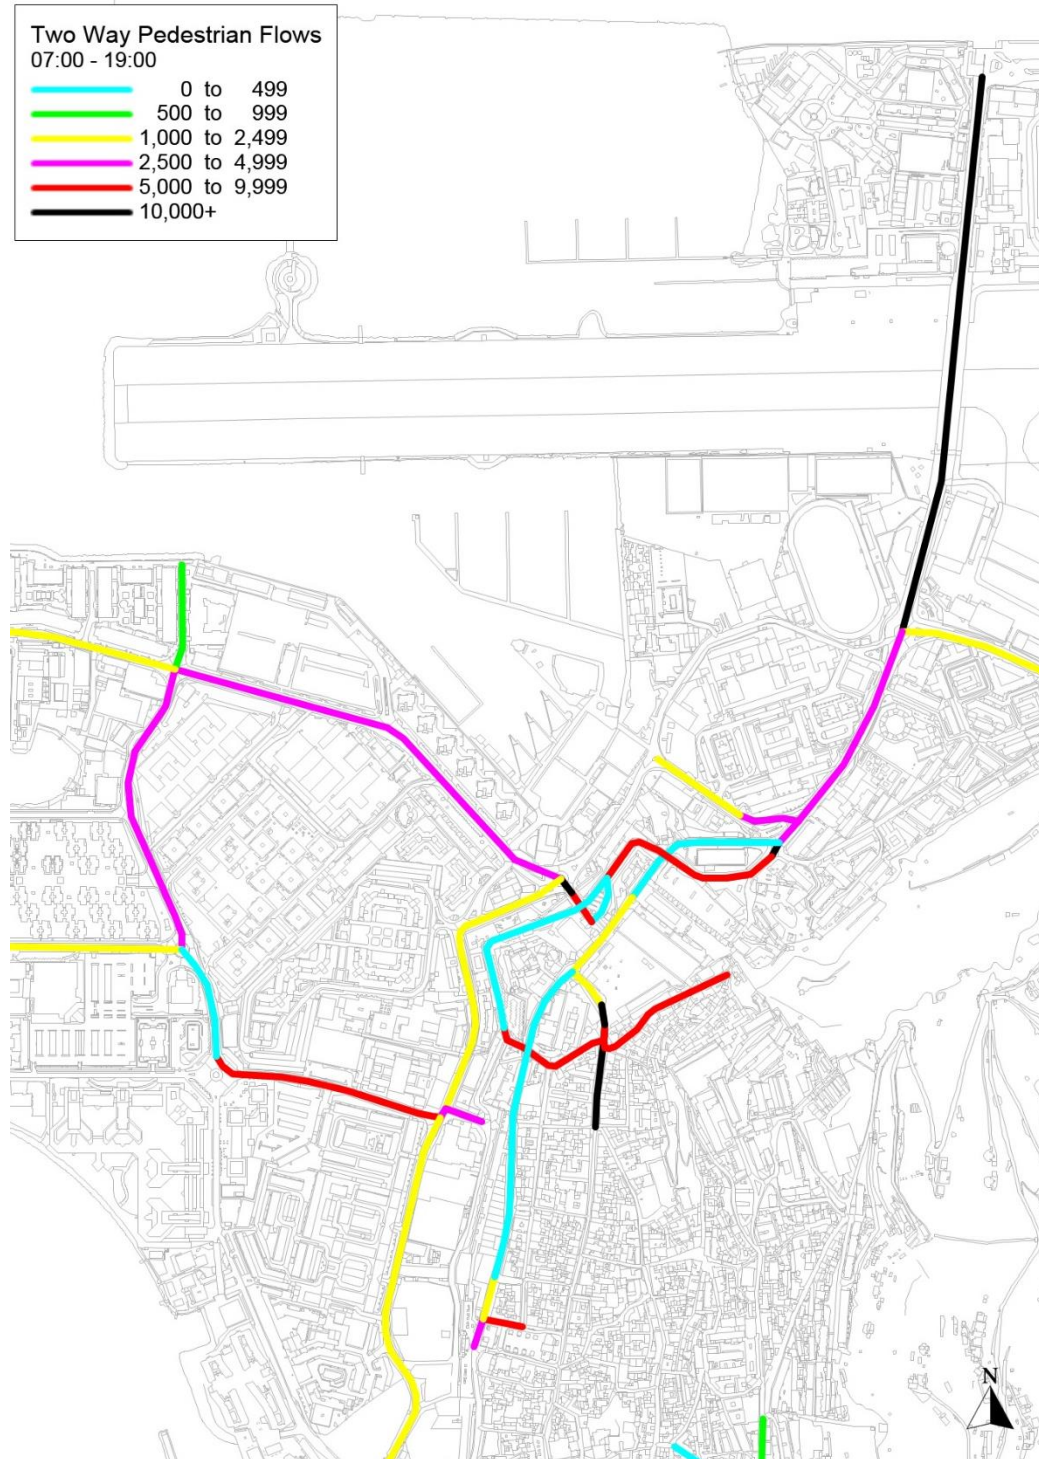 Two Way Pedestrian Flows
07:00 - 19:00
0 to 499
500 to 999
1,000 to 2,499
2,500 to 4,999
5,000 to 9,999
10,000+
N